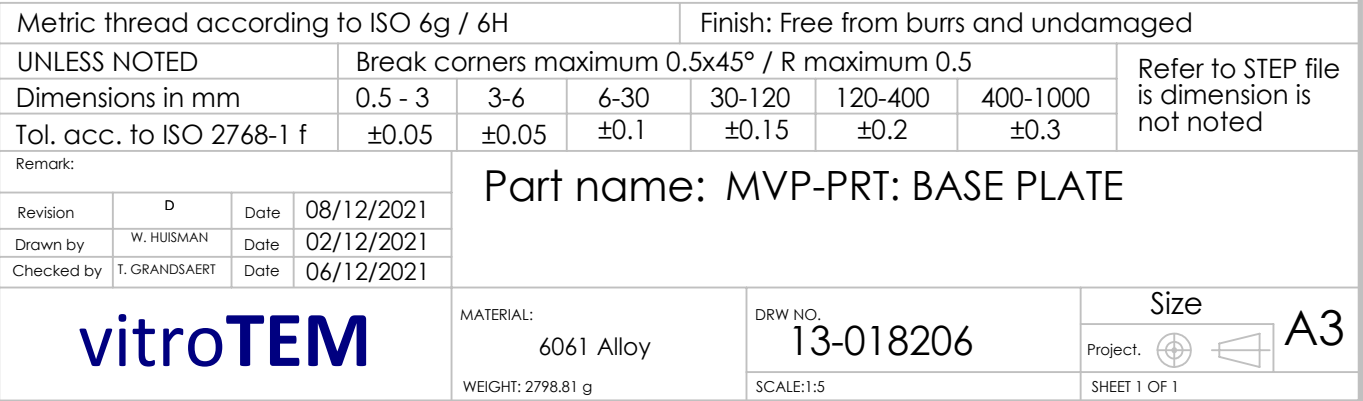 Metric thread according to ISO 6g / 6H
Finish: Free from burrs and undamaged
UNLESS NOTED
Break corners maximum 0.5x45° / R maximum 0.5
Refer to STEP file
is dimension is
not noted
Dimensions in mm
0.5 - 3
3-6
6-30
30-120
120-400
400-1000
Tol. acc. to ISO 2768-1 f
±0.05
±0.05
±0.1
±0.15
±0.2
±0.3
Remark:
Part name: MVP-PRT: BASE PLATE
Revision
D
Date
08/12/2021
Drawn by
W. HUISMAN
Date
02/12/2021
Checked by
T. GRANDSAERT
Date
06/12/2021
vitroTEM
MATERIAL:
6061 Alloy
WEIGHT: 2798.81 g
DRW NO.
13-018206
SCALE:1:5
Size
A3
Project.
SHEET 1 OF 1